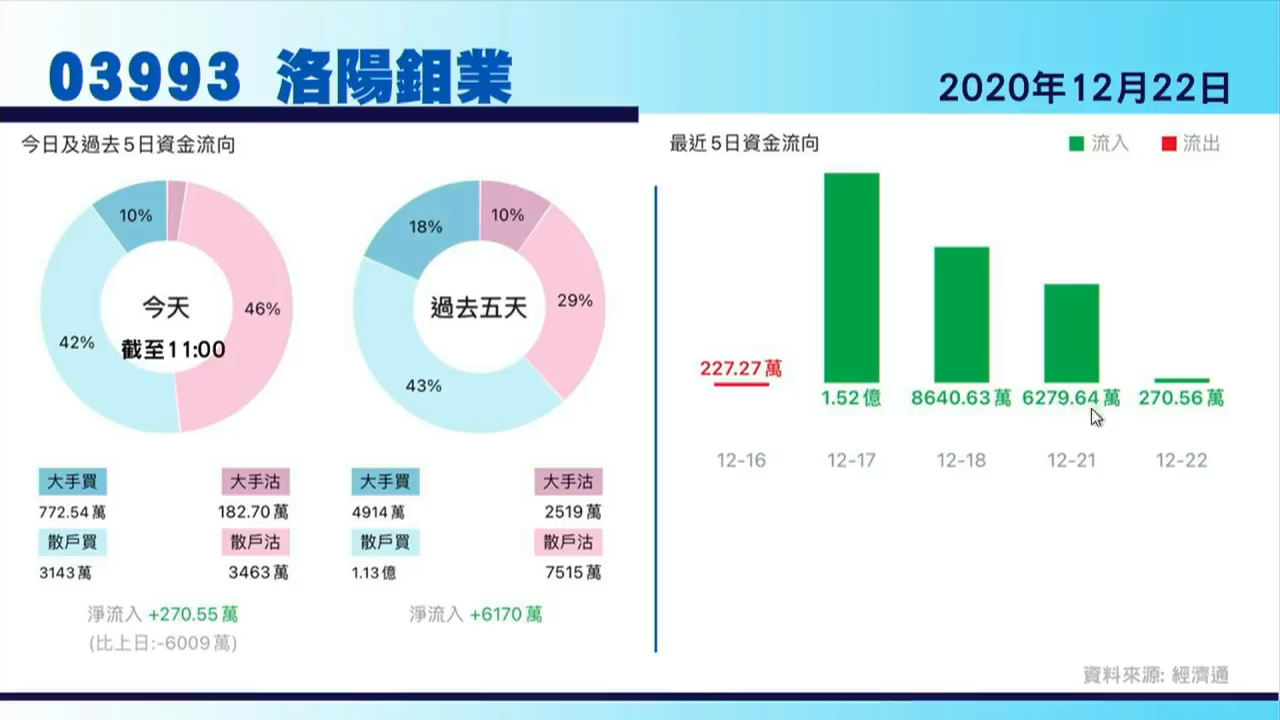 03993 洛陽鉬業
2020年12月22日
今日及過去5日資金流向
10%
46%
42%
今天
截至11:00
18%
10%
29%
43%
過去五天
大手買
大手沽
772.54萬
182.70萬
散戶買
散戶沽
3143萬
3463萬
淨流入 +270.55萬
(比上日:-6009萬)
大手買
大手沽
4914萬
2519萬
散戶買
散戶沽
1.13億
7515萬
淨流入 +6170萬
最近5日資金流向
流入
流出
227.27萬
1.52億
8640.63萬
6279.64萬
270.56萬
12-16
12-17
12-18
12-21
12-22
資料來源: 經濟通